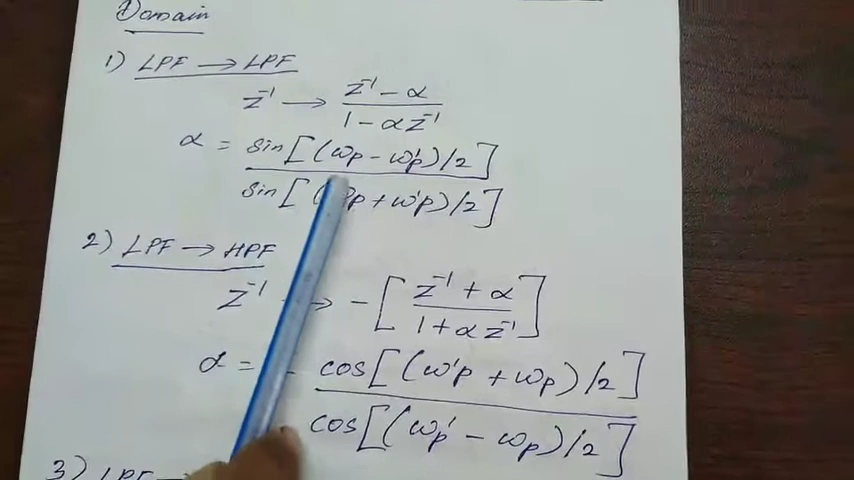 Domain
1) LPF → LPF
z⁻¹ → (z⁻¹ - α) / (1 - αz⁻¹)
α = sin[(ωp - ω'p)/2] / sin[(ωp + ω'p)/2]
2) LPF → HPF
z⁻¹ → - [(z⁻¹ + α) / (1 + αz⁻¹)]
α = - cos[(ω'p + ωp)/2] / cos[(ωp' - ωp)/2]
3) LPF →